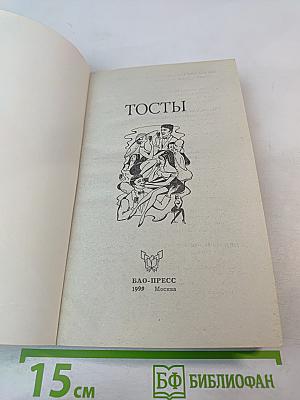 ТОСТЫ
БАО-ПРЕСС
1999 Москва
15 см
БФ БИБЛИОФАН